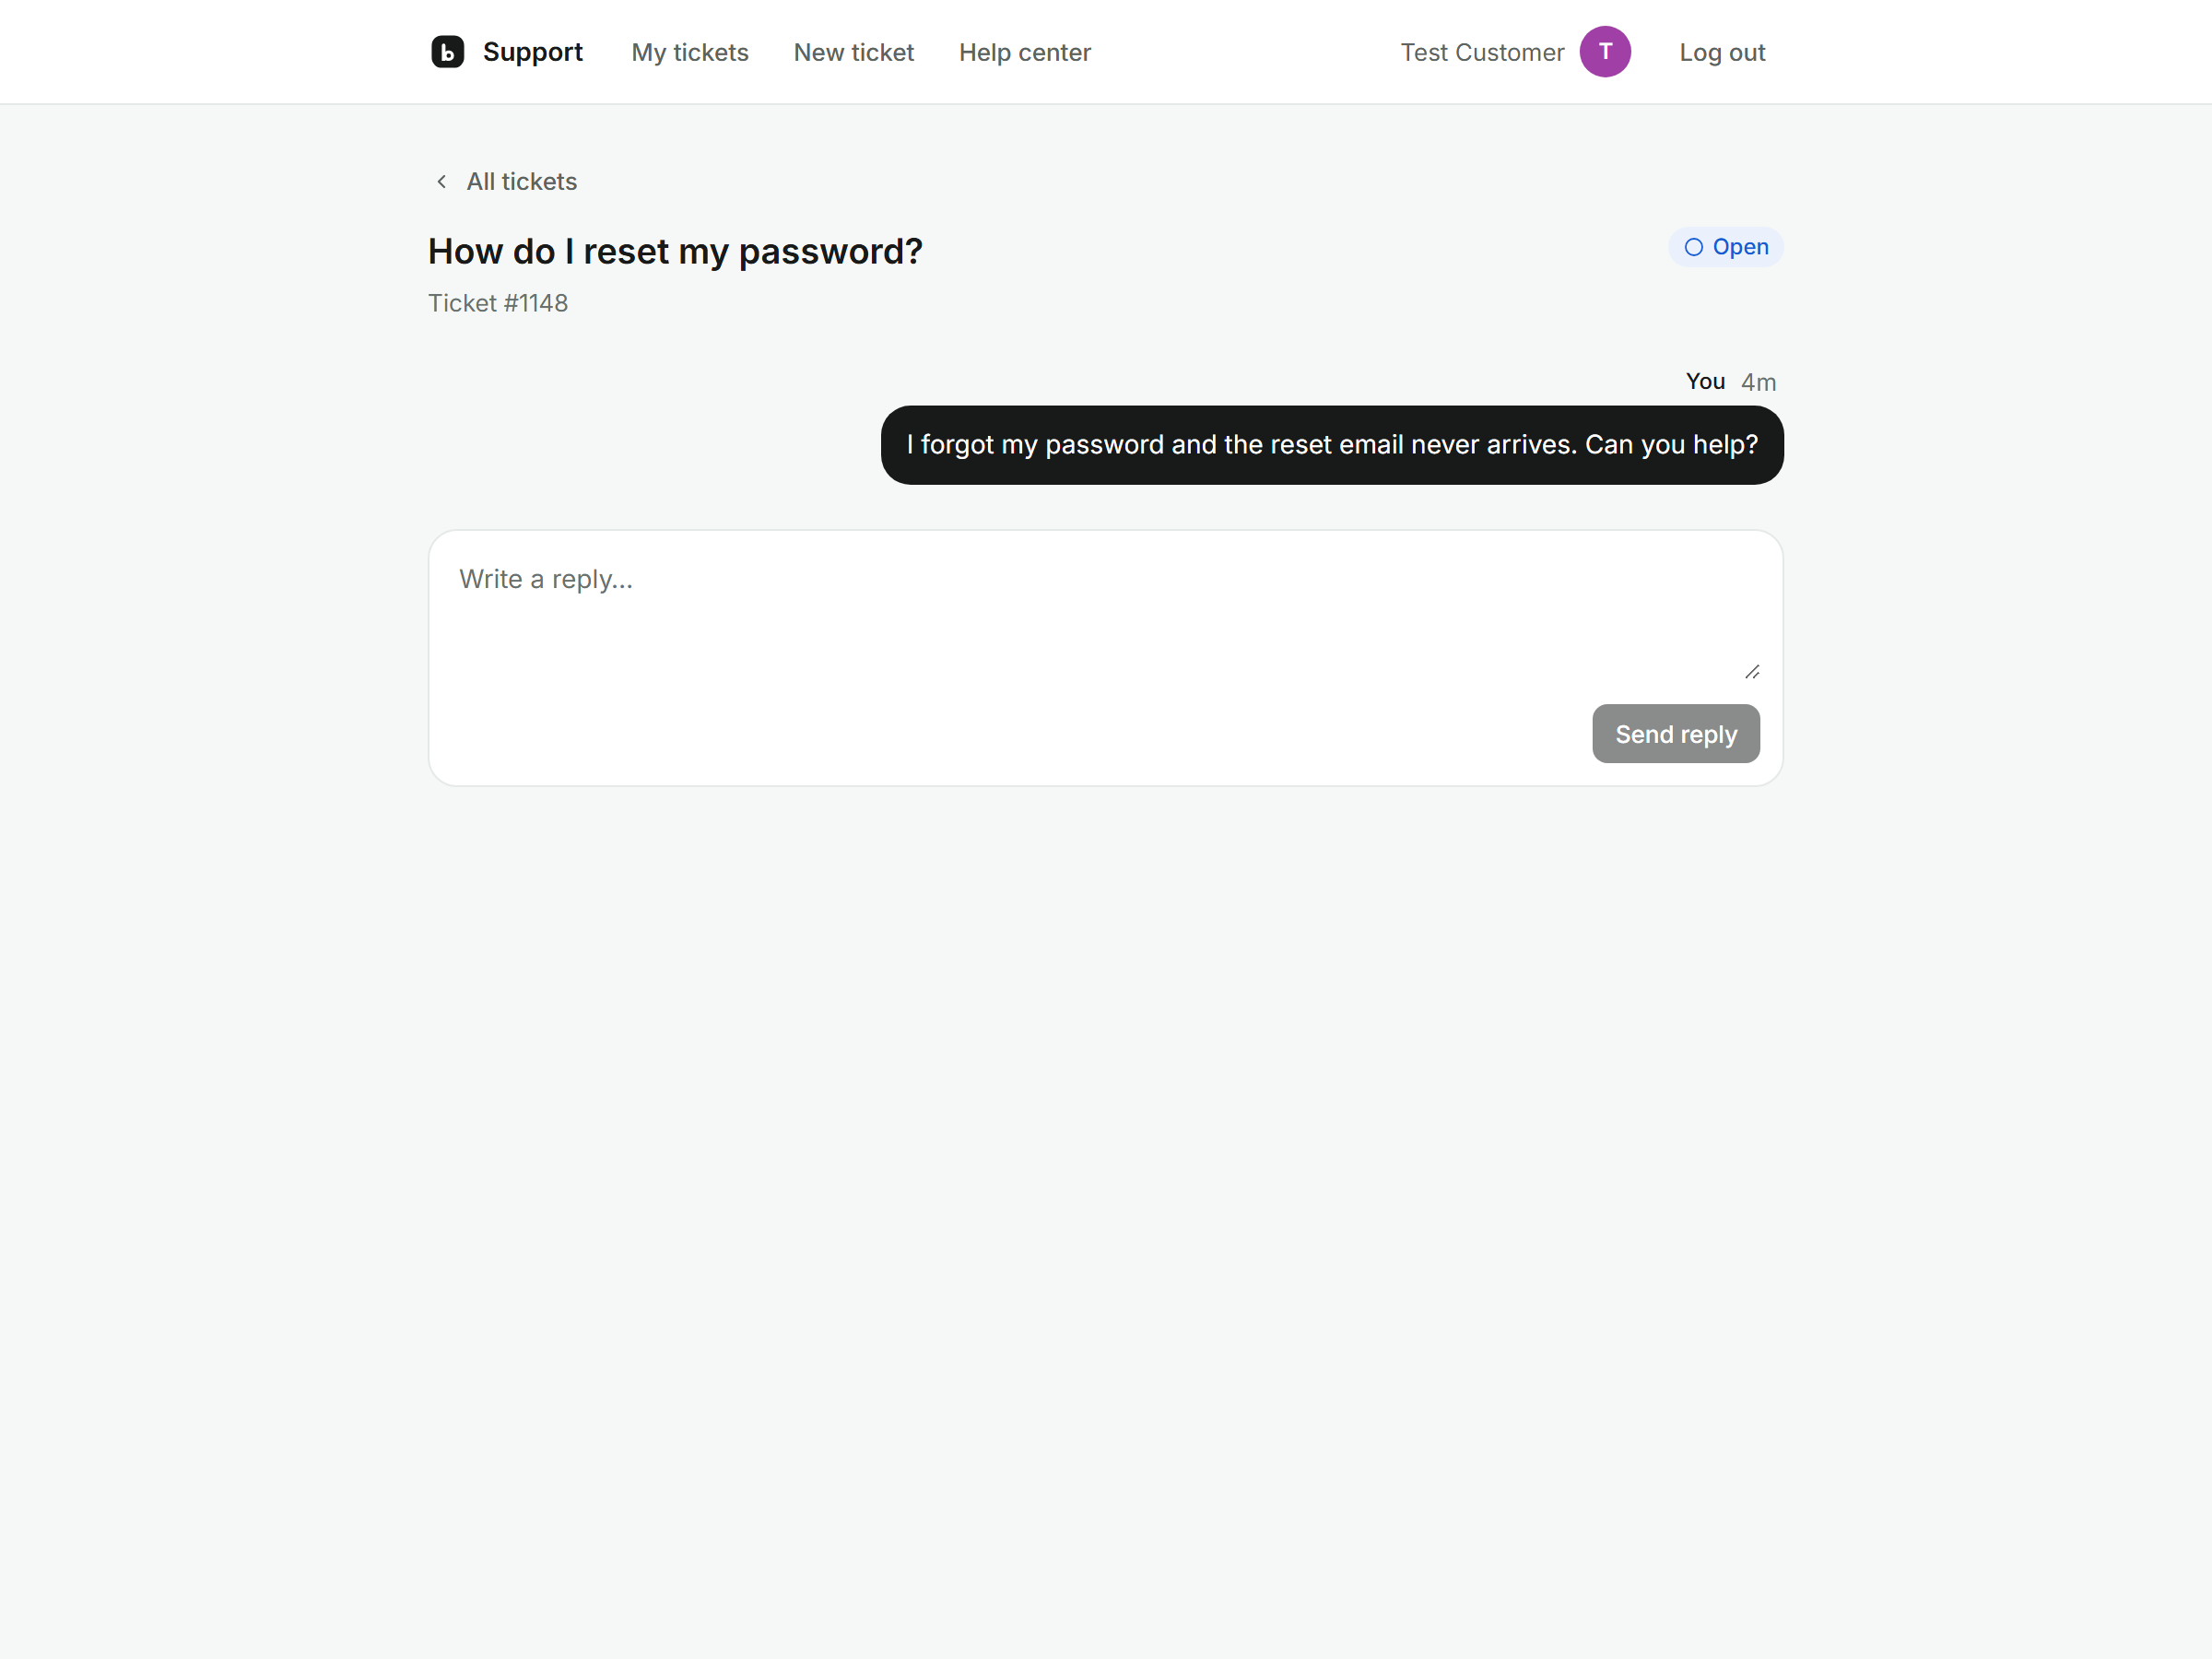 b Support My tickets New ticket Help center Test Customer T Log out
All tickets
How do I reset my password? Open
Ticket #1148
You 4m
I forgot my password and the reset email never arrives. Can you help?
Write a reply...
Send reply